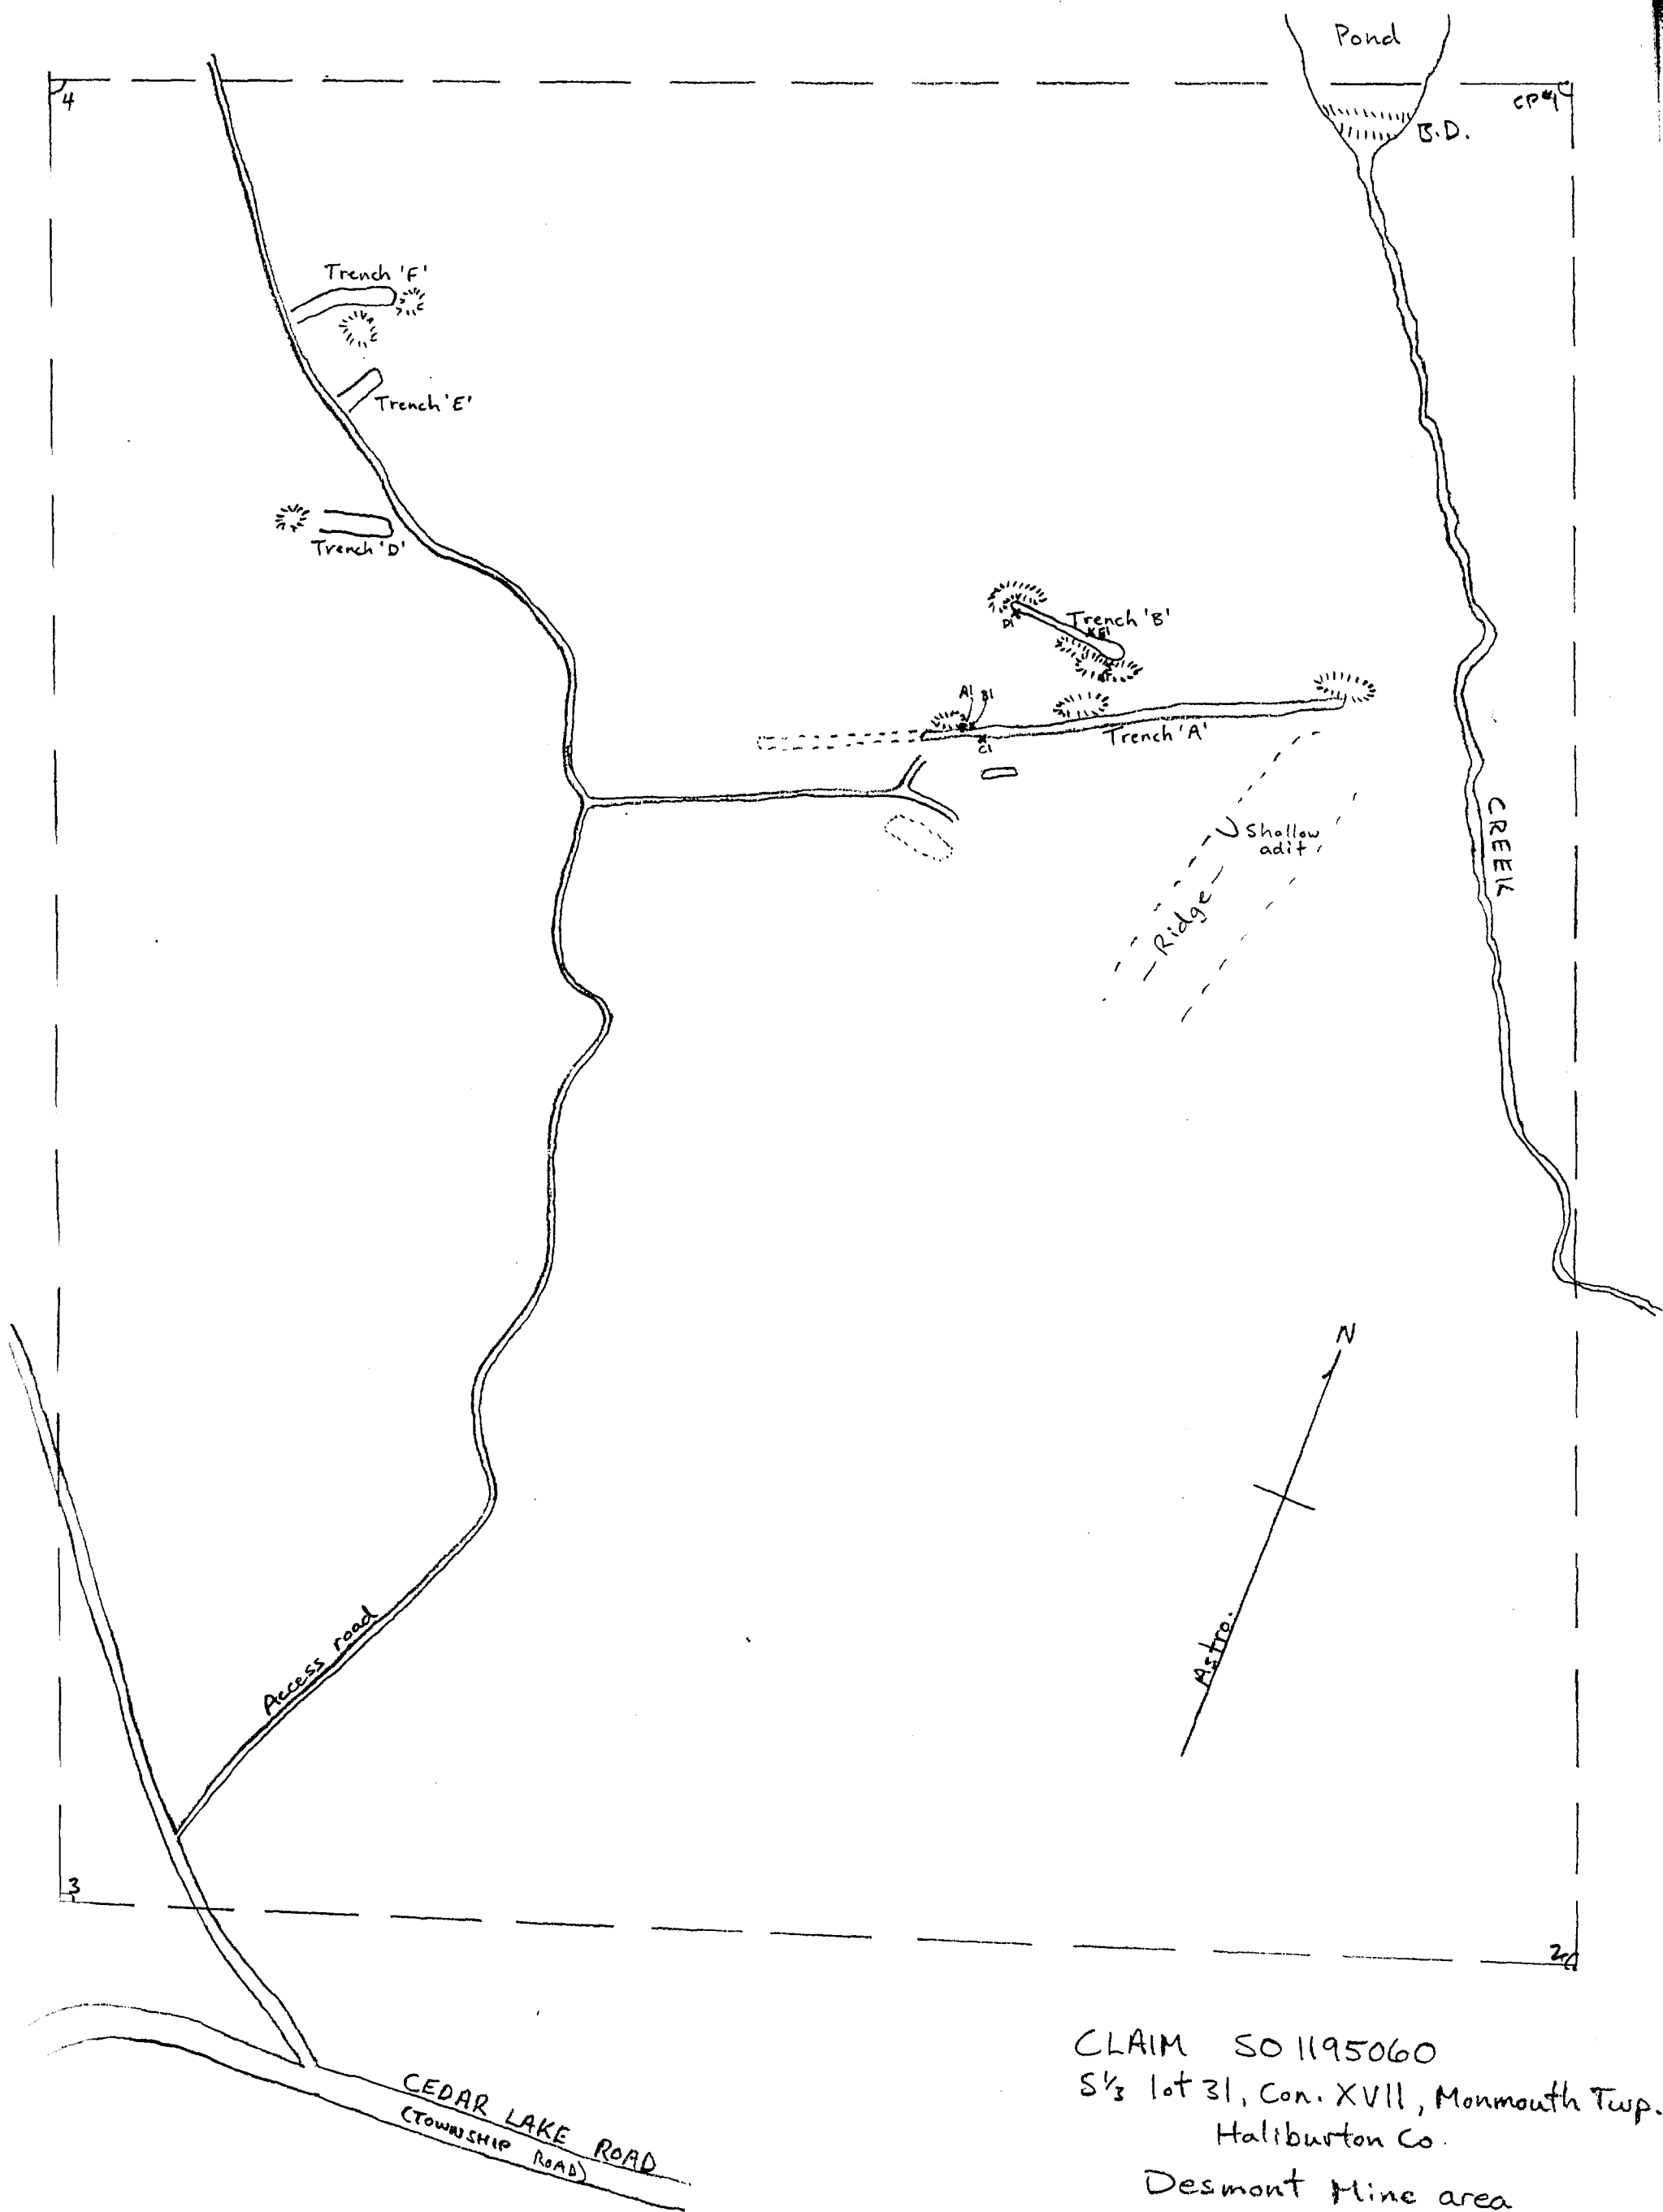 Pond
4
CP#1
B.D.
Trench 'F'
Trench 'E'
Trench 'D'
Trench 'B'
D1
E1
A1 B1
C1
Trench 'A'
Shallow
adit
Ridge
CREEK
N
Astro.
Access road
3
2
CEDAR LAKE ROAD
(TOWNSHIP ROAD)
CLAIM SO 1195060
S⅓ lot 31, Con. XVII, Monmouth Twp.
Haliburton Co.
Desmont Mine area